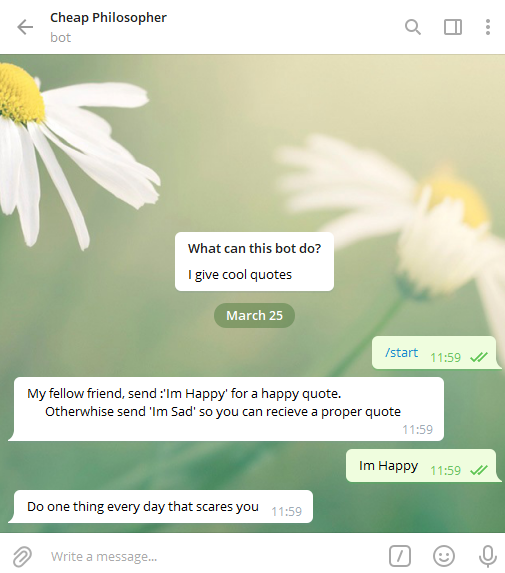 Cheap Philosopher
bot
What can this bot do?
I give cool quotes
March 25
/start 11:59
My fellow friend, send :'Im Happy' for a happy quote.
Otherwhise send 'Im Sad' so you can recieve a proper quote
11:59
Im Happy 11:59
Do one thing every day that scares you 11:59
Write a message...